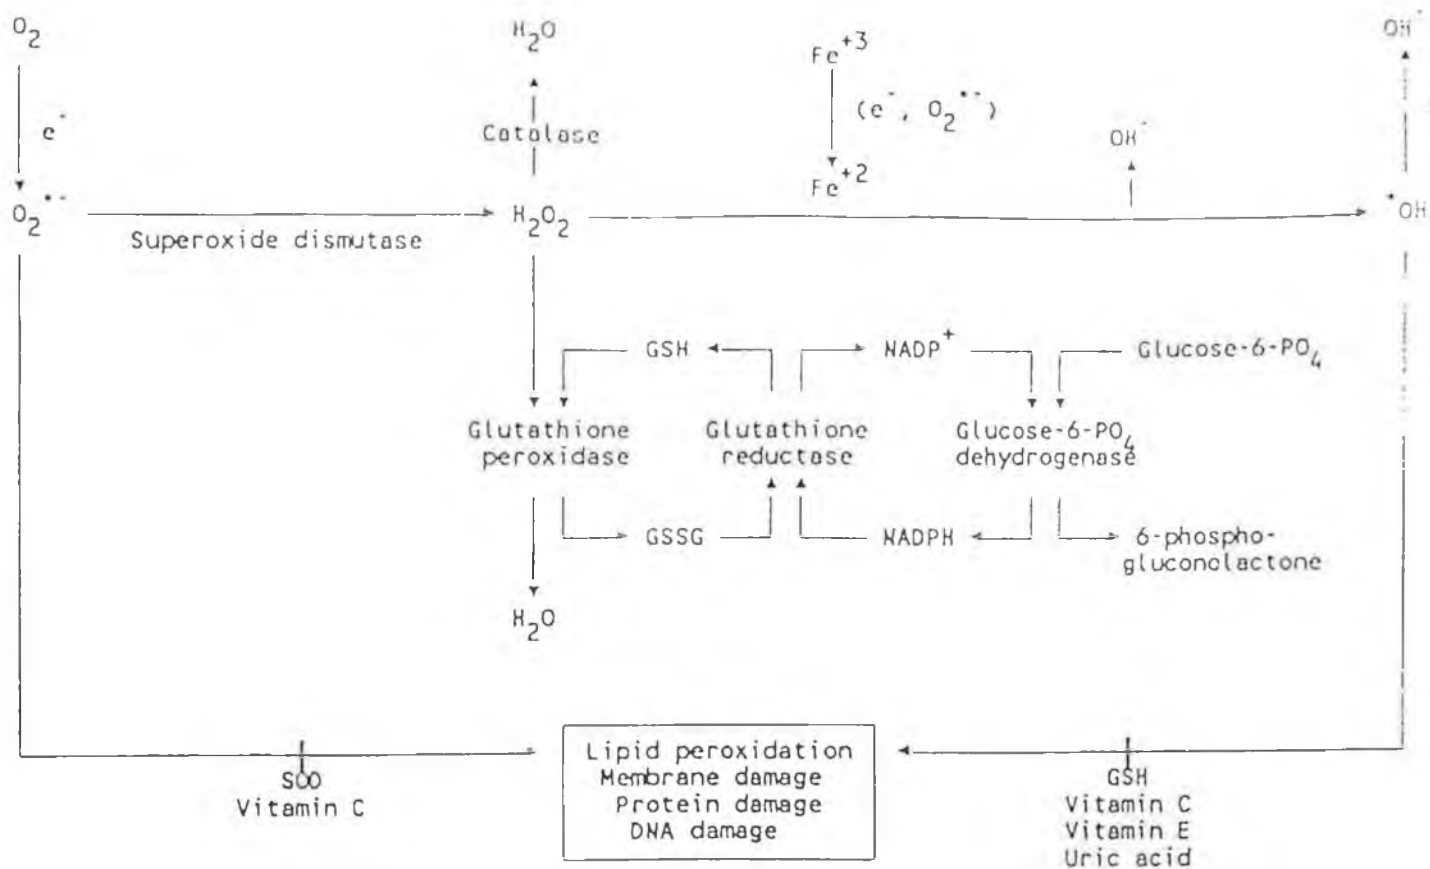 O₂
H₂O
Fe⁺³
OH⁻
e⁻
Catalase
(e⁻, O₂•⁻)
OH⁻
Fe⁺²
O₂•⁻
H₂O₂
•OH
Superoxide dismutase
GSH
NADP⁺
Glucose-6-PO₄
Glutathione
peroxidase
Glutathione
reductase
Glucose-6-PO₄
dehydrogenase
GSSG
NADPH
6-phospho-
gluconolactone
H₂O
Lipid peroxidation
Membrane damage
Protein damage
DNA damage
Vitamin C
GSH
Vitamin C
Vitamin E
Uric acid